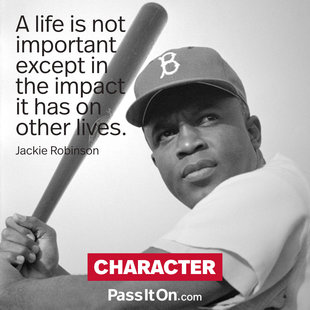 A life is not
important
except in
the impact
it has on
other lives.
Jackie Robinson
B
CHARACTER
PassItOn.com